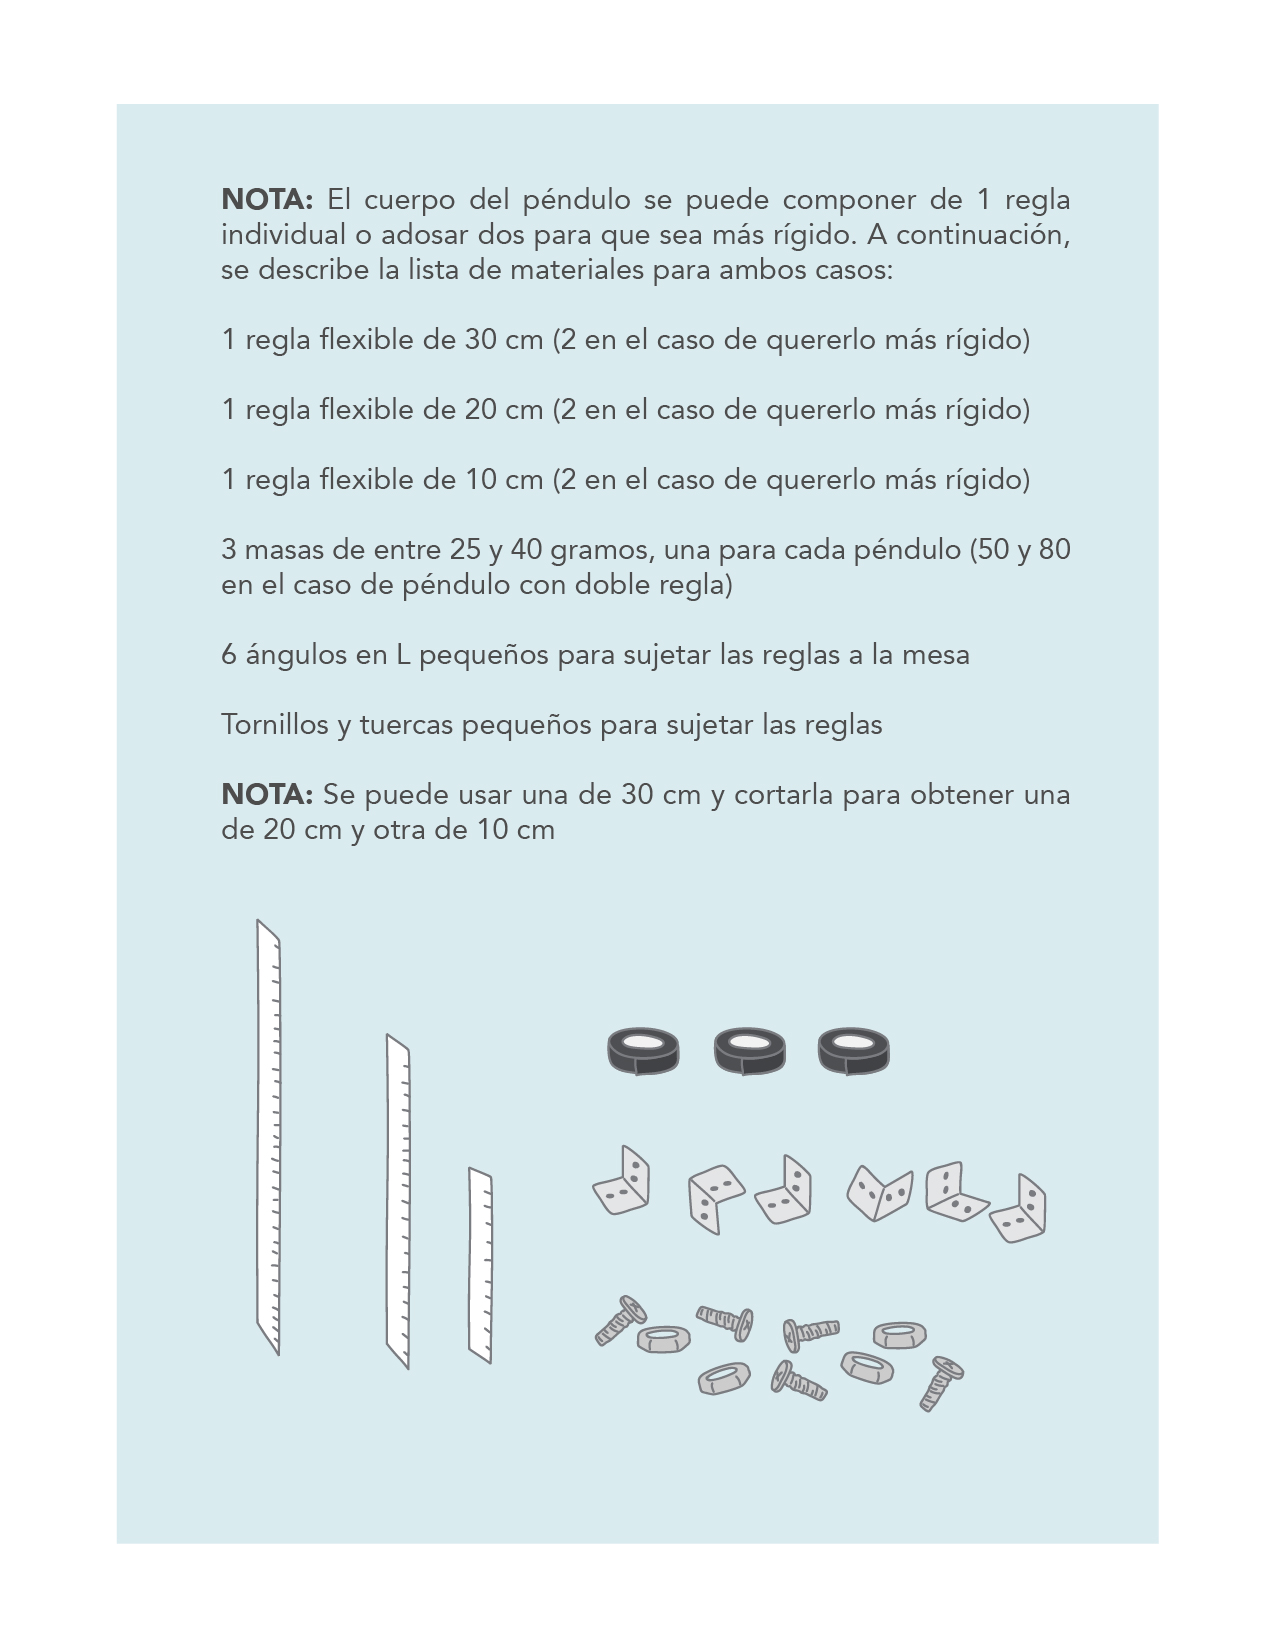 NOTA: El cuerpo del péndulo se puede componer de 1 regla
individual o adosar dos para que sea más rígido. A continuación,
se describe la lista de materiales para ambos casos:
1 regla flexible de 30 cm (2 en el caso de quererlo más rígido)
1 regla flexible de 20 cm (2 en el caso de quererlo más rígido)
1 regla flexible de 10 cm (2 en el caso de quererlo más rígido)
3 masas de entre 25 y 40 gramos, una para cada péndulo (50 y 80
en el caso de péndulo con doble regla)
6 ángulos en L pequeños para sujetar las reglas a la mesa
Tornillos y tuercas pequeños para sujetar las reglas
NOTA: Se puede usar una de 30 cm y cortarla para obtener una
de 20 cm y otra de 10 cm